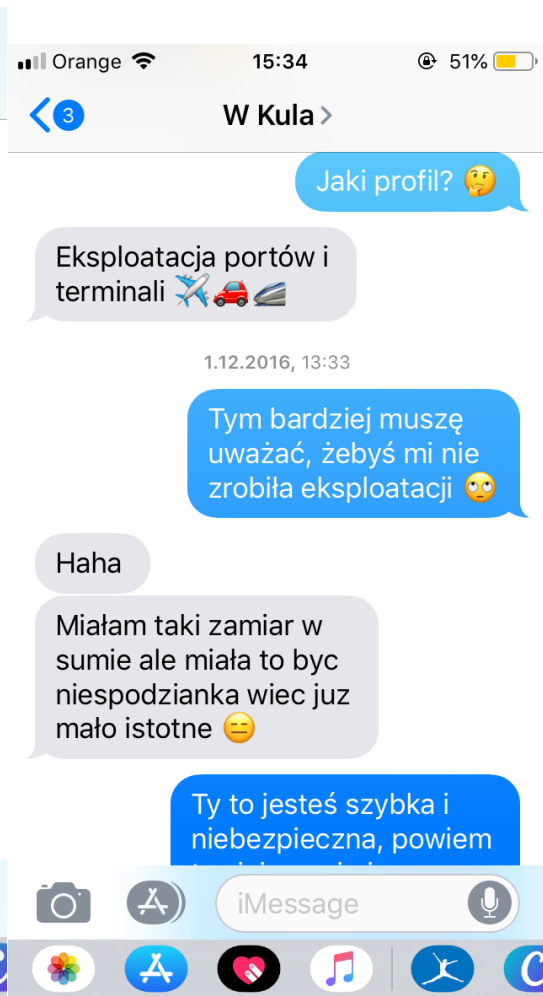 Orange 15:34 51%
3 W Kula
Jaki profil? 🤔
Eksploatacja portów i
terminali ✈️🚗🚄
1.12.2016, 13:33
Tym bardziej muszę
uważać, żebyś mi nie
zrobiła eksploatacji 🙄
Haha
Miałam taki zamiar w
sumie ale miała to byc
niespodzianka wiec juz
mało istotne 😑
Ty to jesteś szybka i
niebezpieczna, powiem
iMessage